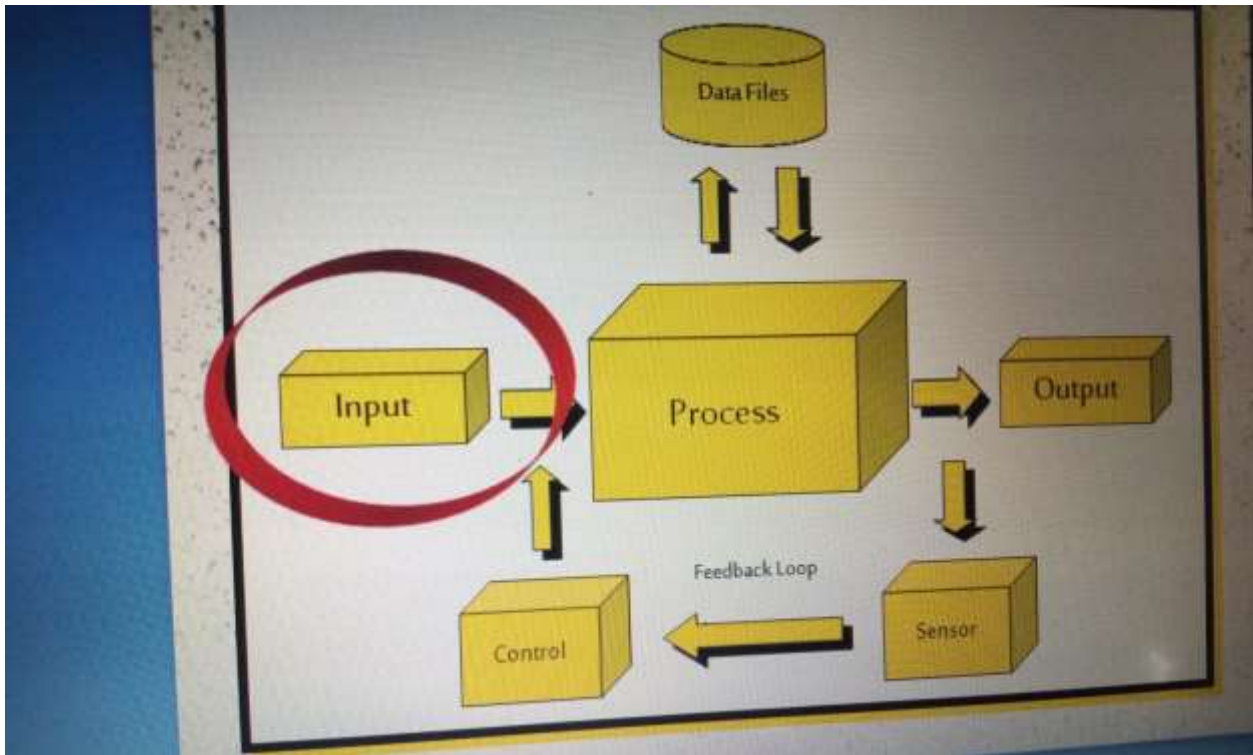 Data Files
Input
Process
Output
Feedback Loop
Control
Sensor